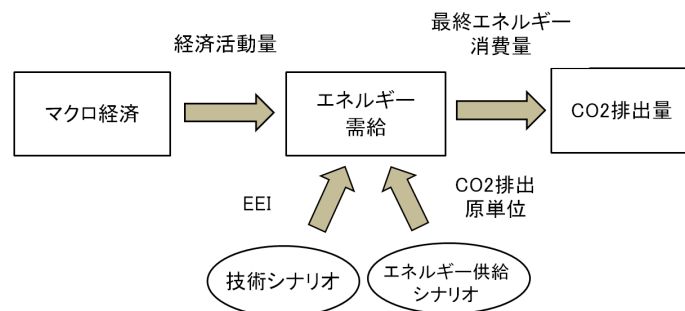 経済活動量
最終エネルギー
消費量
マクロ経済
エネルギー
需給
CO2排出量
EEI
CO2排出
原単位
技術シナリオ
エネルギー供給
シナリオ